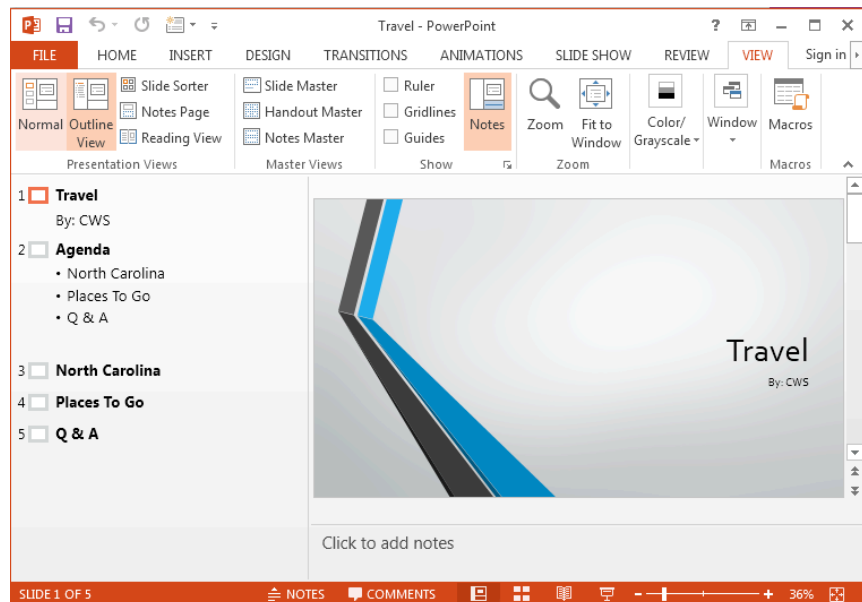 Travel - PowerPoint
FILE HOME INSERT DESIGN TRANSITIONS ANIMATIONS SLIDE SHOW REVIEW VIEW Sign in
Normal
Outline View
Slide Sorter
Notes Page
Reading View
Presentation Views
Slide Master
Handout Master
Notes Master
Master Views
Ruler
Gridlines
Guides
Notes
Show
Zoom
Fit to Window
Zoom
Color/ Grayscale
Window
Macros
Macros
1 Travel
By: CWS
2 Agenda
• North Carolina
• Places To Go
• Q & A
3 North Carolina
4 Places To Go
5 Q & A
Travel
By: CWS
Click to add notes
SLIDE 1 OF 5 NOTES COMMENTS 36%